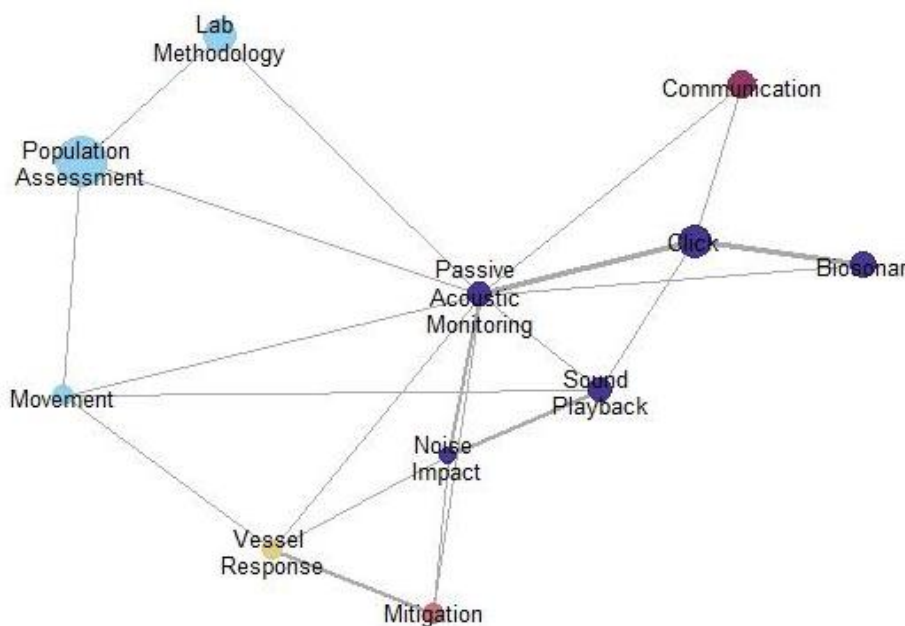 Lab
Methodology
Communication
Population
Assessment
Click
Biosonar
Passive
Acoustic
Monitoring
Sound
Playback
Movement
Noise
Impact
Vessel
Response
Mitigation